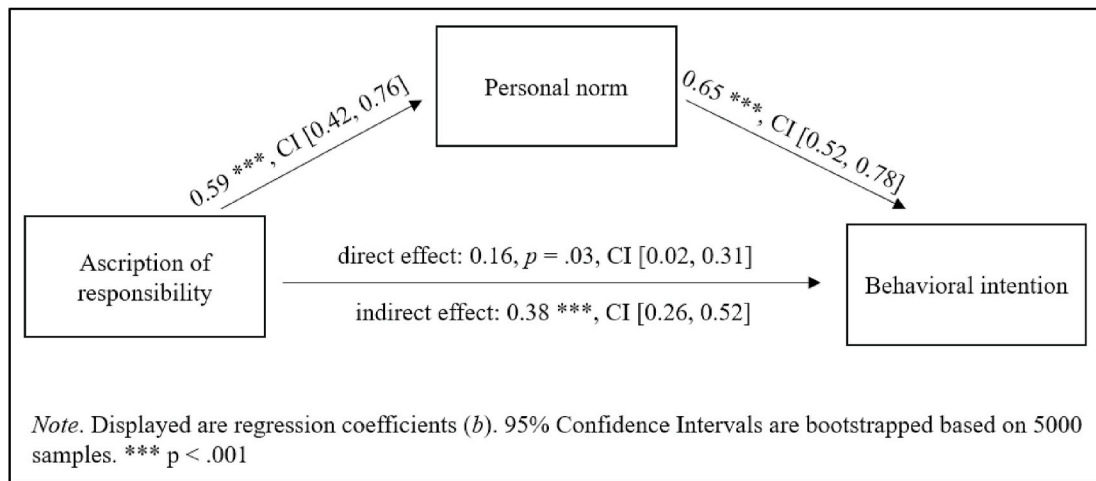 Personal norm
0.59 ***, CI [0.42, 0.76]
0.65 ***, CI [0.52, 0.78]
Ascription of
responsibility
direct effect: 0.16, p = .03, CI [0.02, 0.31]
indirect effect: 0.38 ***, CI [0.26, 0.52]
Behavioral intention
Note. Displayed are regression coefficients (b). 95% Confidence Intervals are bootstrapped based on 5000
samples. *** p < .001